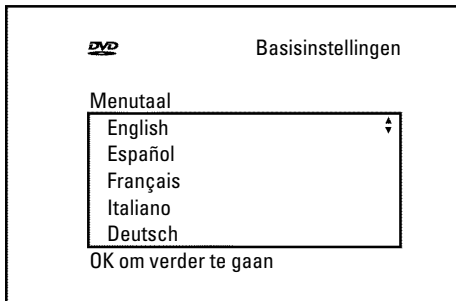 DVD Basisinstellingen
Menutaal
English
Español
Français
Italiano
Deutsch
OK om verder te gaan